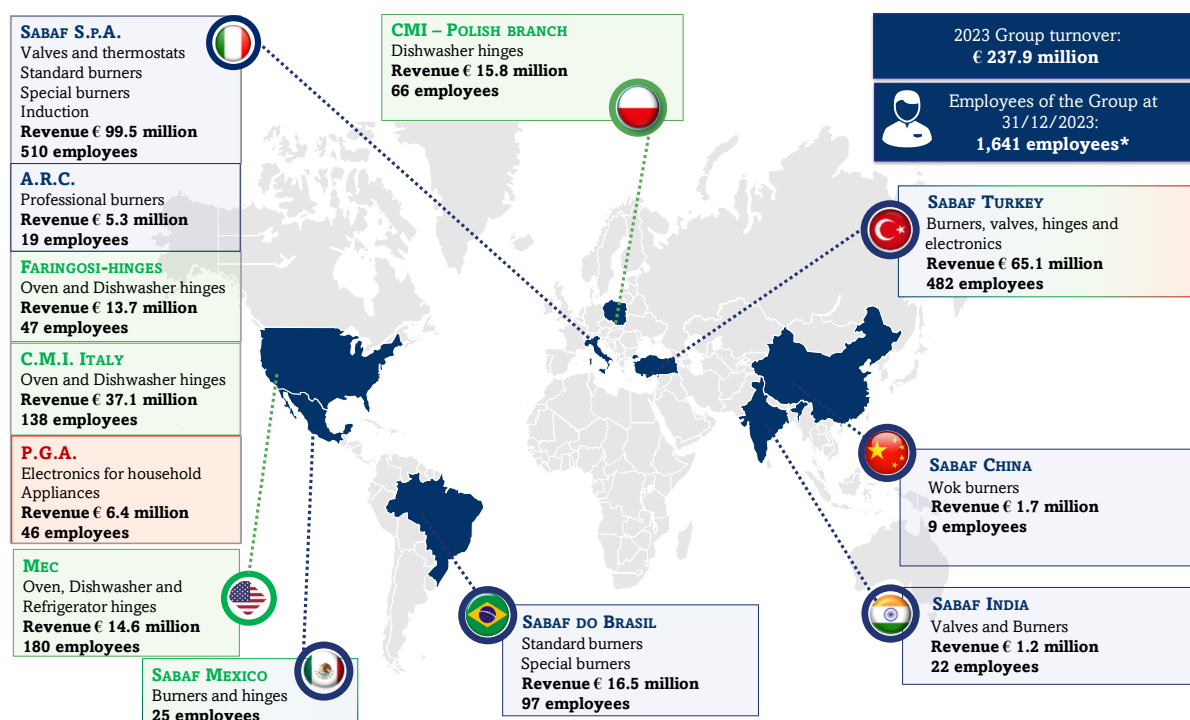 SABAF S.P.A.
Valves and thermostats
Standard burners
Special burners
Induction
Revenue € 99.5 million
510 employees
A.R.C.
Professional burners
Revenue € 5.3 million
19 employees
FARINGOSI-HINGES
Oven and Dishwasher hinges
Revenue € 13.7 million
47 employees
C.M.I. ITALY
Oven and Dishwasher hinges
Revenue € 37.1 million
138 employees
P.G.A.
Electronics for household
Appliances
Revenue € 6.4 million
46 employees
MEC
Oven, Dishwasher and
Refrigerator hinges
Revenue € 14.6 million
180 employees
SABAF MEXICO
Burners and hinges
25 employees
CMI – POLISH BRANCH
Dishwasher hinges
Revenue € 15.8 million
66 employees
SABAF DO BRASIL
Standard burners
Special burners
Revenue € 16.5 million
97 employees
2023 Group turnover:
€ 237.9 million
Employees of the Group at
31/12/2023:
1,641 employees*
SABAF TURKEY
Burners, valves, hinges and
electronics
Revenue € 65.1 million
482 employees
SABAF CHINA
Wok burners
Revenue € 1.7 million
9 employees
SABAF INDIA
Valves and Burners
Revenue € 1.2 million
22 employees